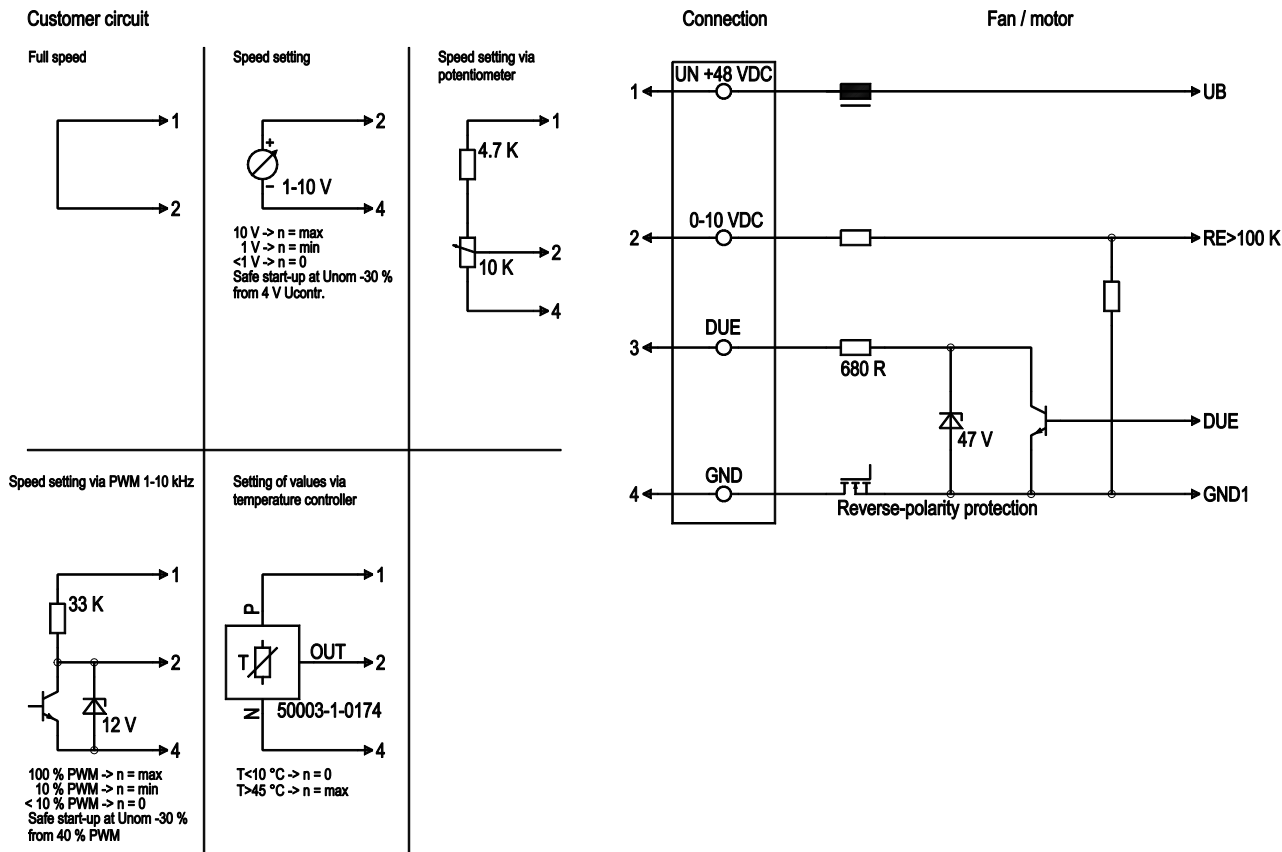 Customer circuit
Full speed
1
2
Speed setting
2
+
−
1-10 V
4
10 V -> n = max
1 V -> n = min
<1 V -> n = 0
Safe start-up at Unom -30 %
from 4 V Ucontr.
Speed setting via
potentiometer
1
4.7 K
2
10 K
4
Speed setting via PWM 1-10 kHz
1
33 K
2
12 V
4
100 % PWM -> n = max
10 % PWM -> n = min
< 10 % PWM -> n = 0
Safe start-up at Unom -30 %
from 40 % PWM
Setting of values via
temperature controller
1
P
T
OUT
2
N
50003-1-0174
4
T<10 °C -> n = 0
T>45 °C -> n = max
Connection
Fan / motor
UN +48 VDC
1
UB
0-10 VDC
2
RE>100 K
DUE
3
680 R
47 V
DUE
GND
4
GND1
Reverse-polarity protection